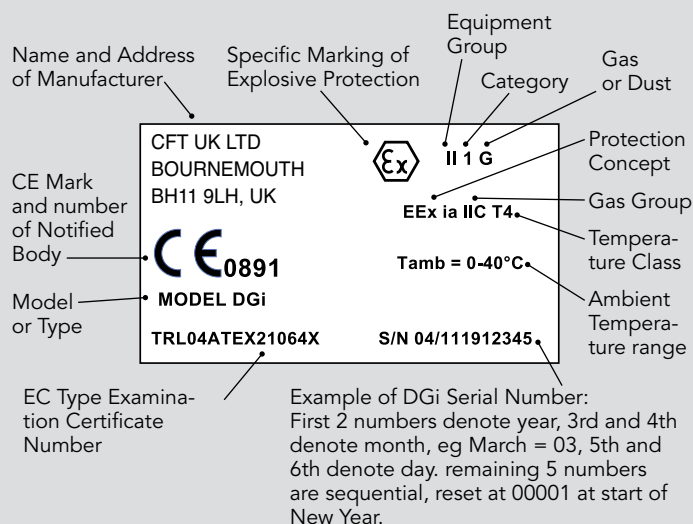 Name and Address
of Manufacturer
Specific Marking of
Explosive Protection
Equipment
Group
Category
Gas
or Dust
CFT UK LTD
BOURNEMOUTH
BH11 9LH, UK
Ex
II 1 G
Protection
Concept
EEx ia IIC T4
Gas Group
Tempera-
ture Class
CE Mark
and number
of Notified
Body
CE0891
Tamb = 0-40°C
Ambient
Tempera-
ture range
Model
or Type
MODEL DGi
TRL04ATEX21064X
S/N 04/111912345
EC Type Examina-
tion Certificate
Number
Example of DGi Serial Number:
First 2 numbers denote year, 3rd and 4th
denote month, eg March = 03, 5th and
6th denote day. remaining 5 numbers
are sequential, reset at 00001 at start of
New Year.